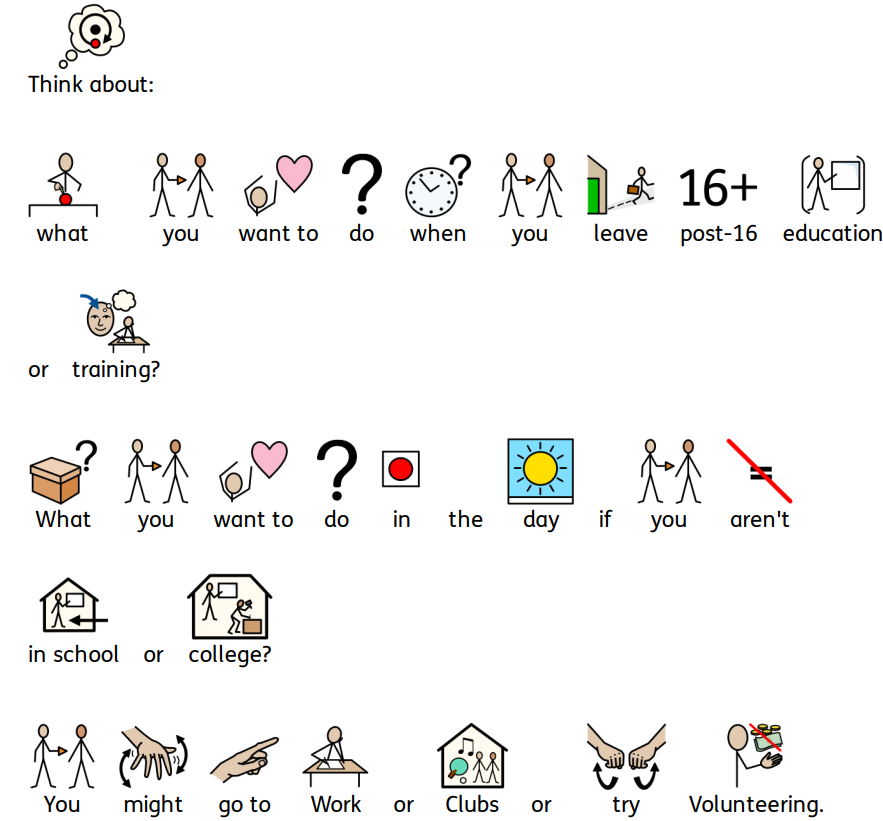 Think about:
16+
what you want to do when you leave post-16 education
or training?
What you want to do in the day if you aren't
in school or college?
You might go to Work or Clubs or try Volunteering.